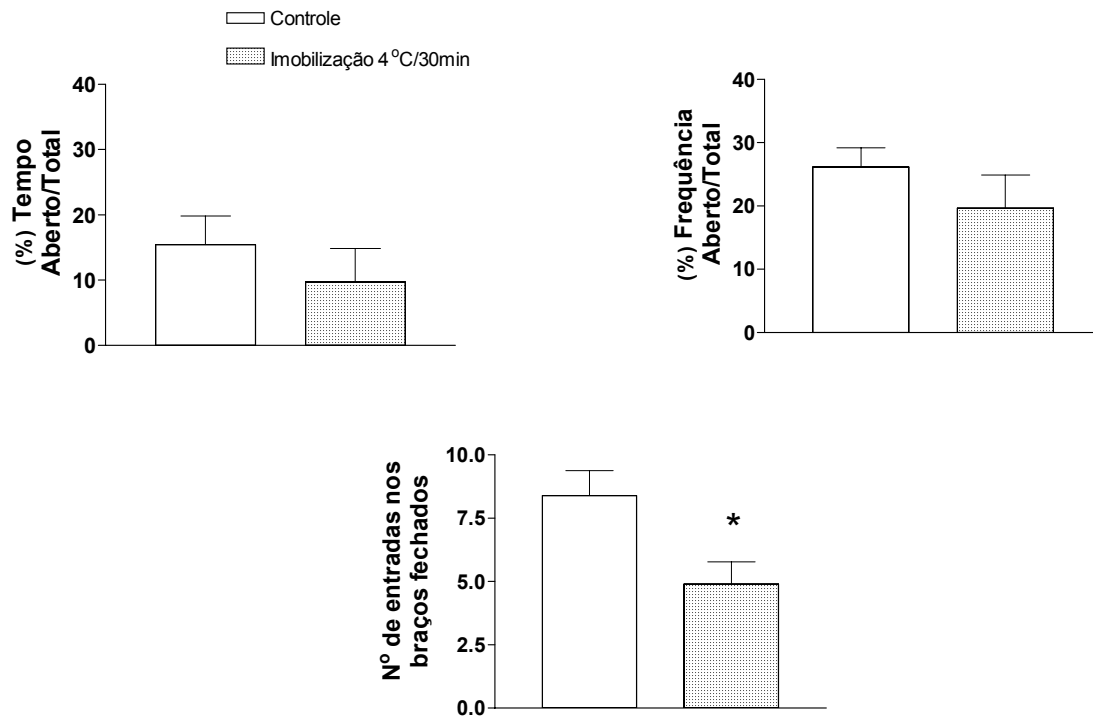 Controle
Imobilização 4 °C/30min
(%) Tempo
Aberto/Total
40
30
20
10
0
(%) Frequência
Aberto/Total
40
30
20
10
0
Nº de entradas nos
braços fechados
10.0
7.5
5.0
2.5
0.0
*